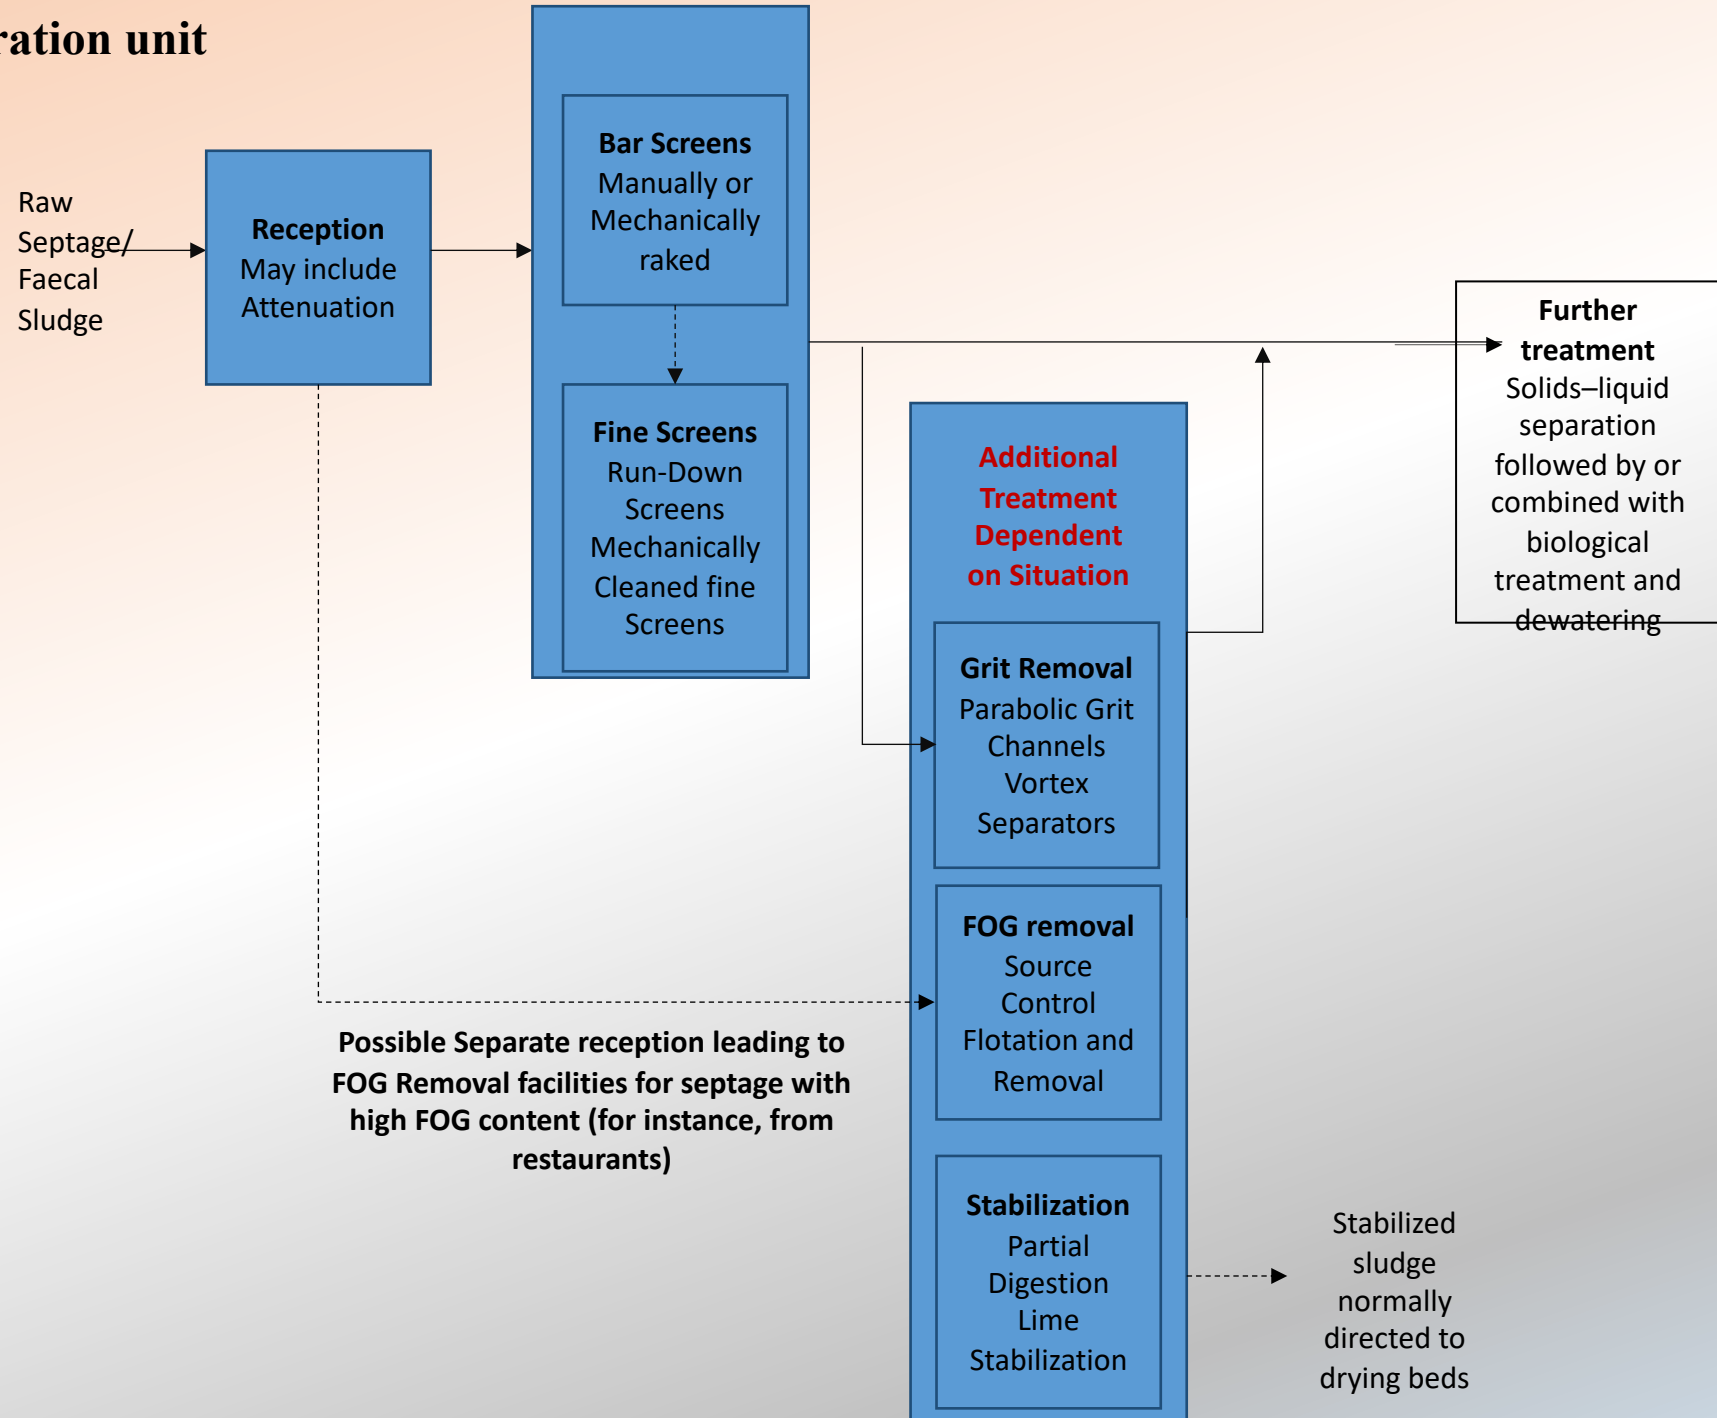 unit
Raw
Septage/
Faecal
Sludge
Reception
May include
Attenuation
Bar Screens
Manually or
Mechanically
raked
Fine Screens
Run-Down
Screens
Mechanically
Cleaned fine
Screens
Additional
Treatment
Dependent
on Situation
Grit Removal
Parabolic Grit
Channels
Vortex
Separators
FOG removal
Source
Control
Flotation and
Removal
Stabilization
Partial
Digestion
Lime
Stabilization
Further
treatment
Solids–liquid
separation
followed by or
combined with
biological
treatment and
dewatering
Possible Separate reception leading to
FOG Removal facilities for septage with
high FOG content (for instance, from
restaurants)
Stabilized
sludge
normally
directed to
drying beds